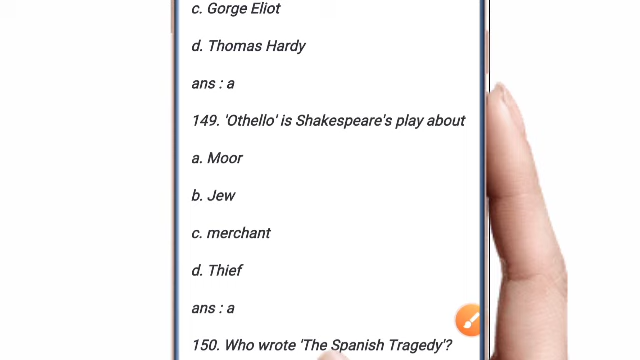 c. Gorge Eliot
d. Thomas Hardy
ans : a
149. 'Othello' is Shakespeare's play about
a. Moor
b. Jew
c. merchant
d. Thief
ans : a
150. Who wrote 'The Spanish Tragedy'?